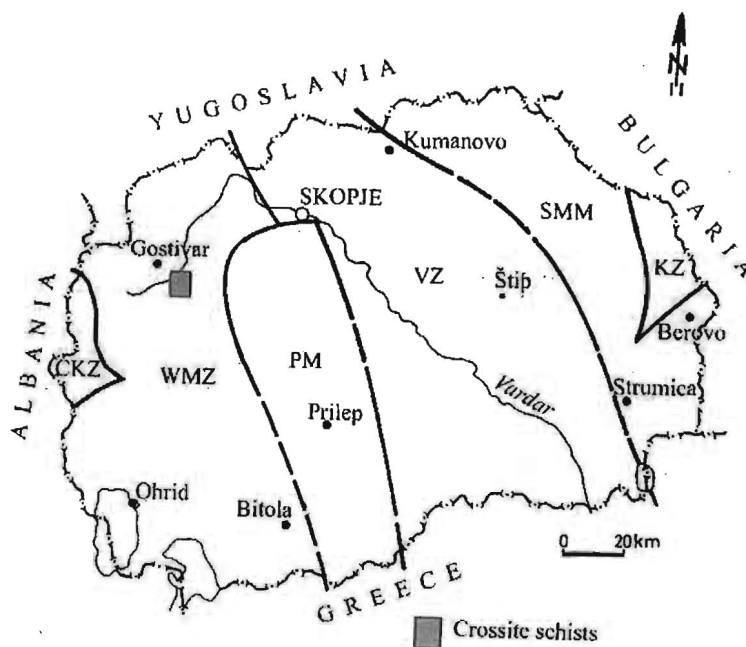 N
YUGOSLAVIA
BULGARIA
Kumanovo
SKOPJE
SMM
Gostivar
KZ
VZ
Štip
Berovo
ALBANIA
CKZ
WMZ
PM
Vardar
Strumica
Prilep
Ohrid
Bitola
0 20km
GREECE
Crossite schists